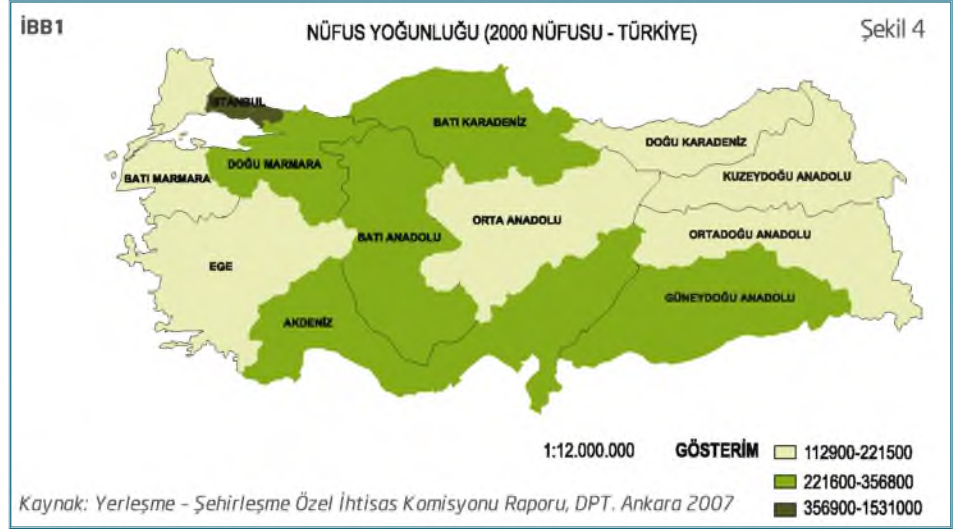 İBB1
NÜFUS YOĞUNLUĞU (2000 NÜFUSU - TÜRKİYE)
Şekil 4
İSTANBUL
BATI KARADENİZ
DOĞU KARADENİZ
DOĞU MARMARA
BATI MARMARA
KUZEYDOĞU ANADOLU
ORTA ANADOLU
BATI ANADOLU
ORTADOĞU ANADOLU
EGE
GÜNEYDOĞU ANADOLU
AKDENİZ
1:12.000.000
GÖSTERİM
112900-221500
221600-356800
356900-1531000
Kaynak: Yerleşme - Şehirleşme Özel İhtisas Komisyonu Raporu, DPT. Ankara 2007